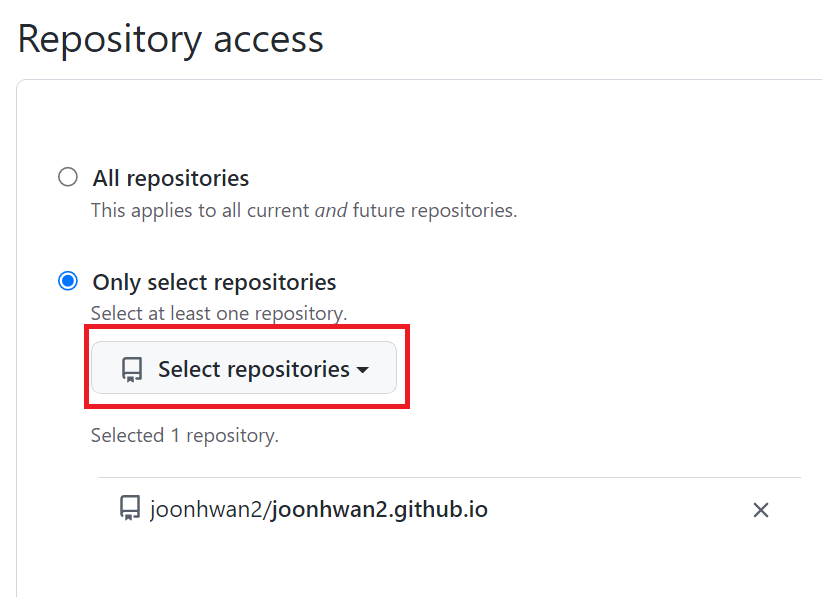 Repository access
All repositories
This applies to all current and future repositories.
Only select repositories
Select at least one repository.
Select repositories
Selected 1 repository.
joonhwan2/joonhwan2.github.io